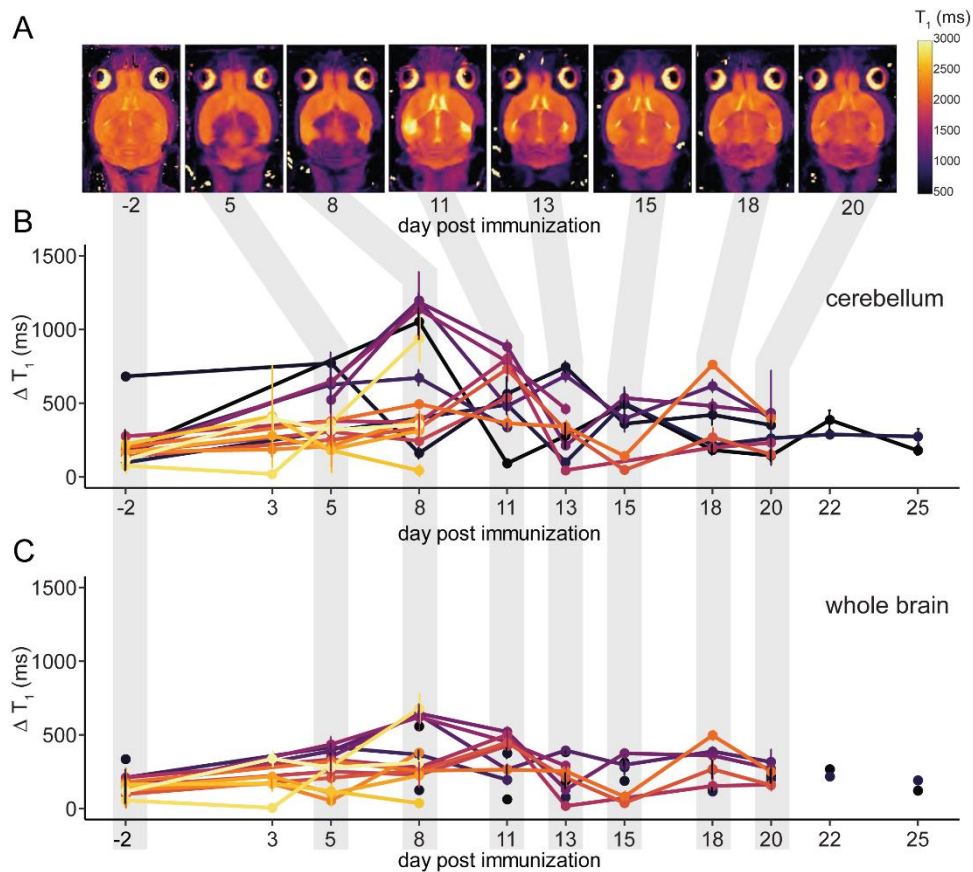 T1 (ms)
A
3000
2500
2000
1500
1000
500
-2 5 8 11 13 15 18 20
day post immunization
B
1500
cerebellum
1000
Δ T1 (ms)
500
0
-2 3 5 8 11 13 15 18 20 22 25
day post immunization
C
1500
whole brain
1000
Δ T1 (ms)
500
0
-2 3 5 8 11 13 15 18 20 22 25
day post immunization